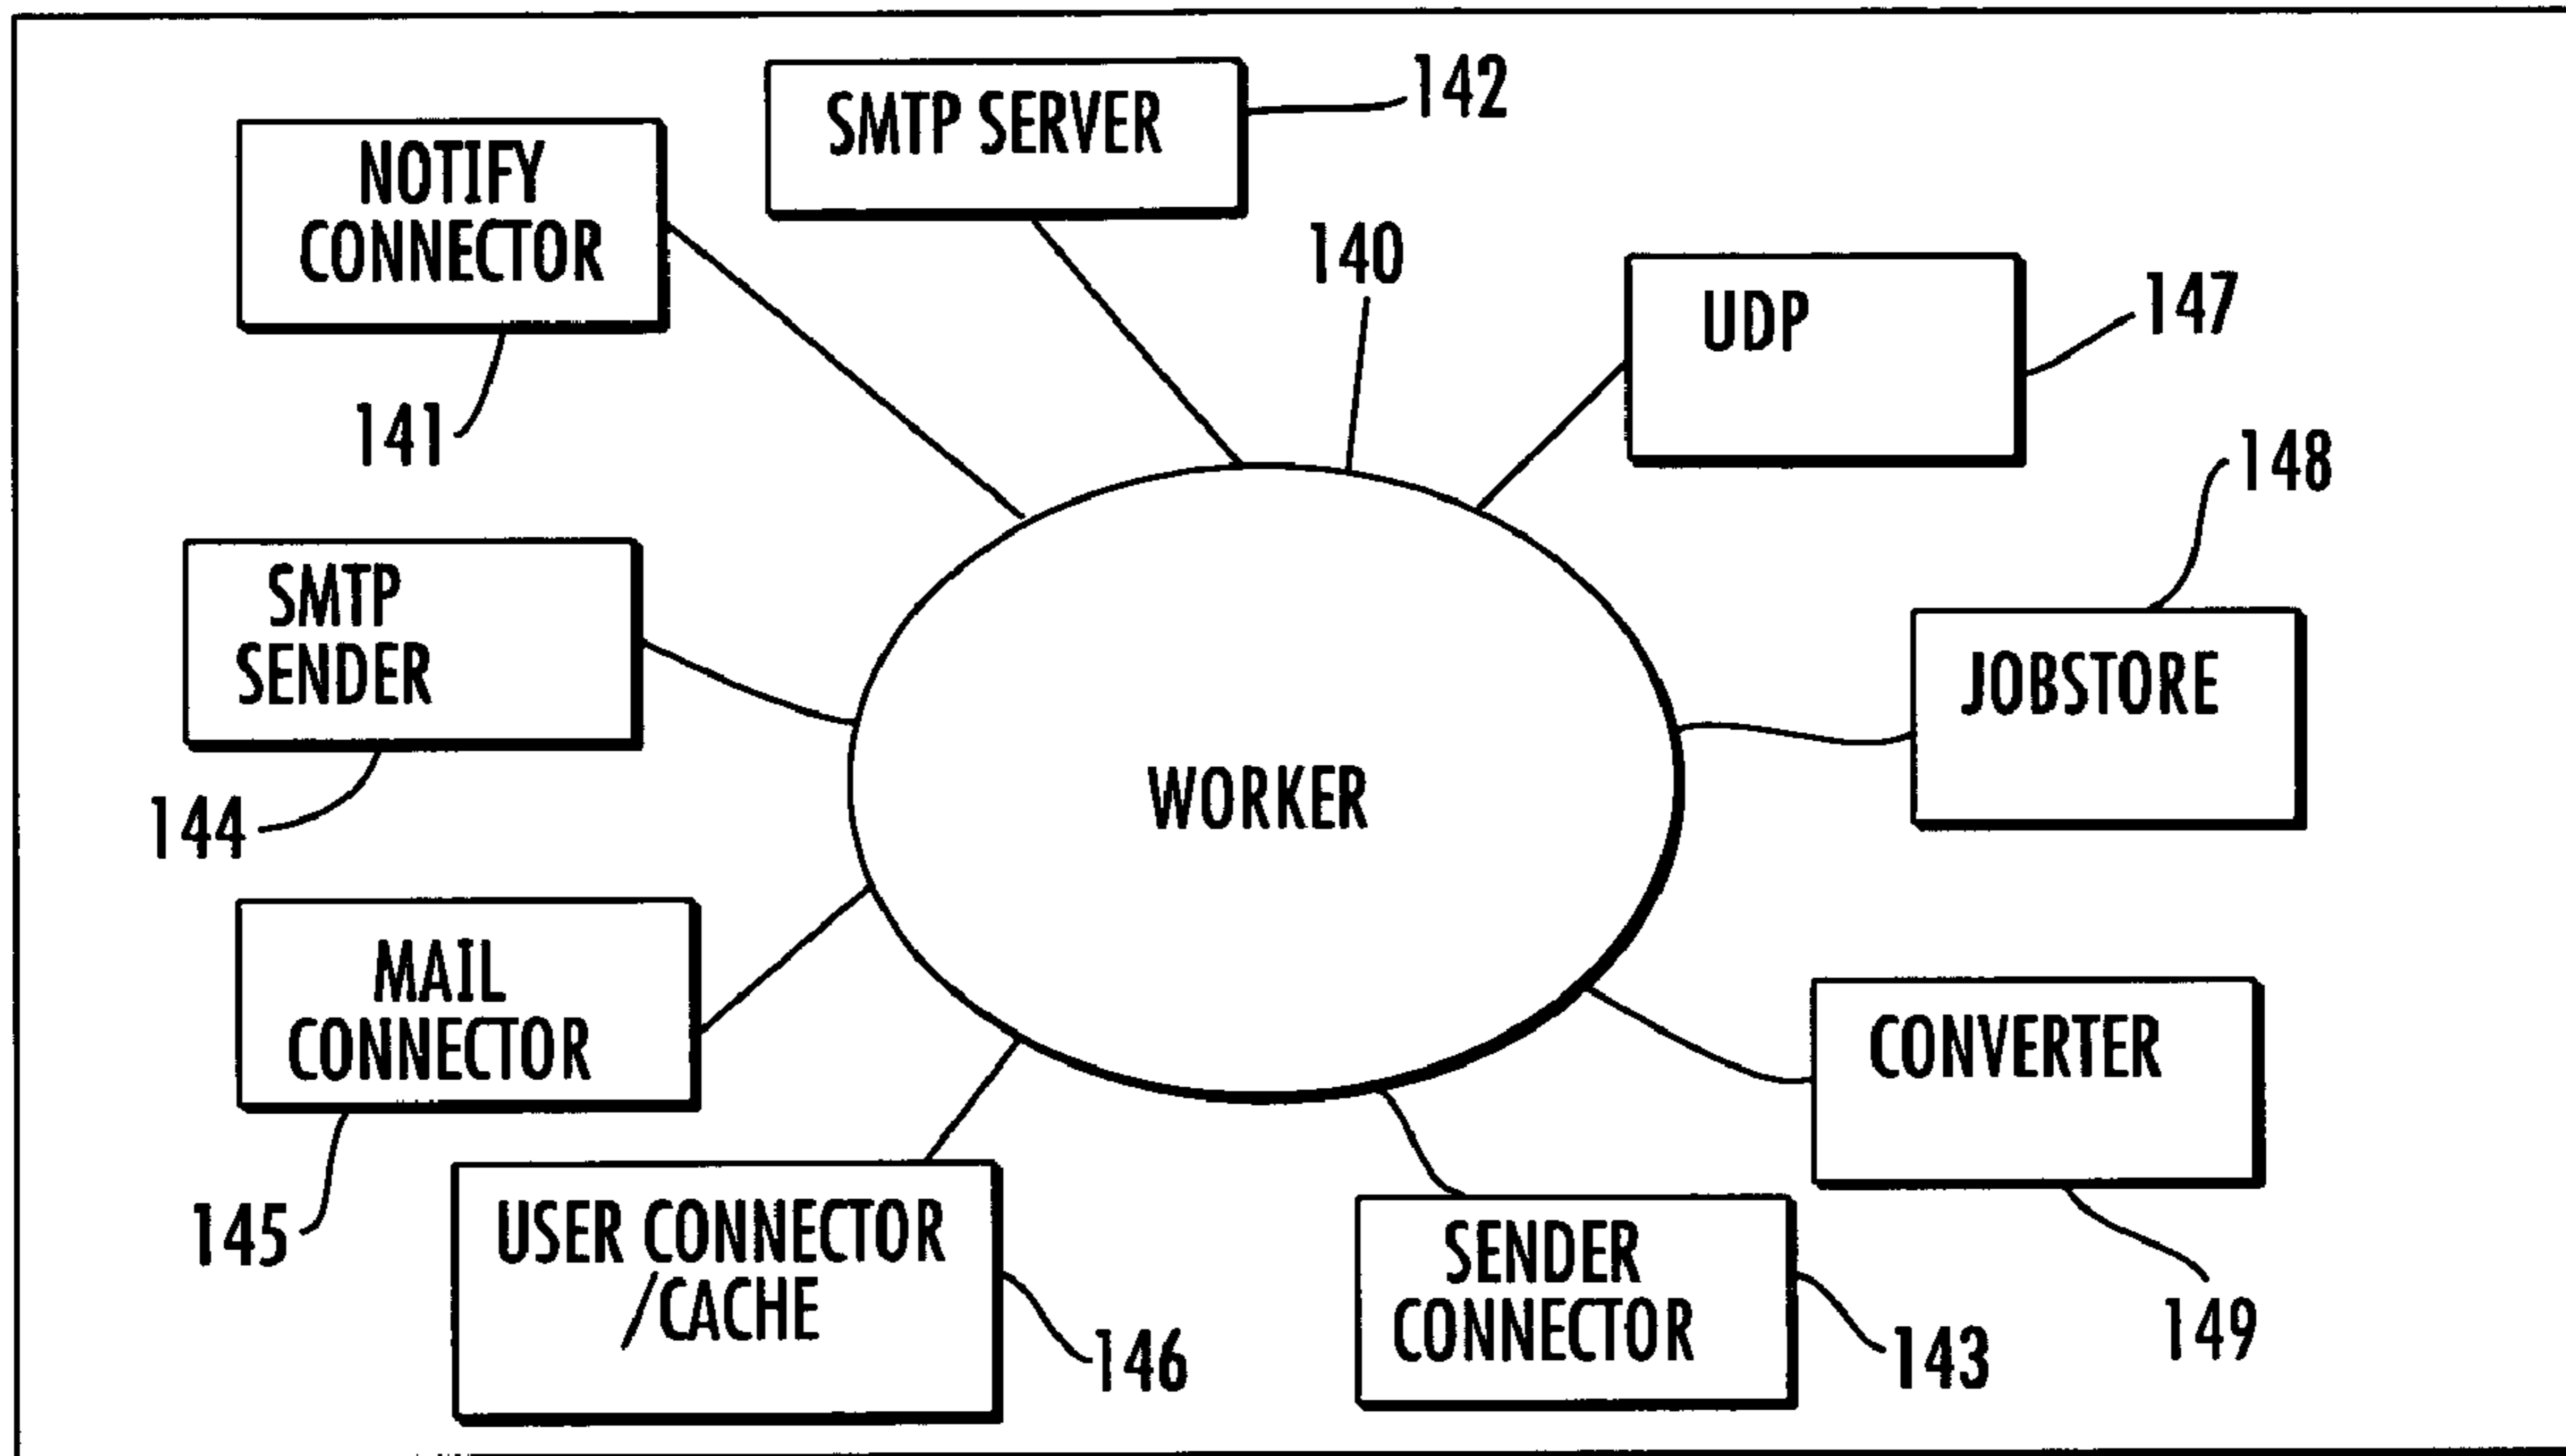 SMTP SERVER
142
NOTIFY
CONNECTOR
141
140
UDP
147
148
SMTP
SENDER
144
JOBSTORE
WORKER
MAIL
CONNECTOR
145
CONVERTER
149
USER CONNECTOR
/CACHE
146
SENDER
CONNECTOR
143